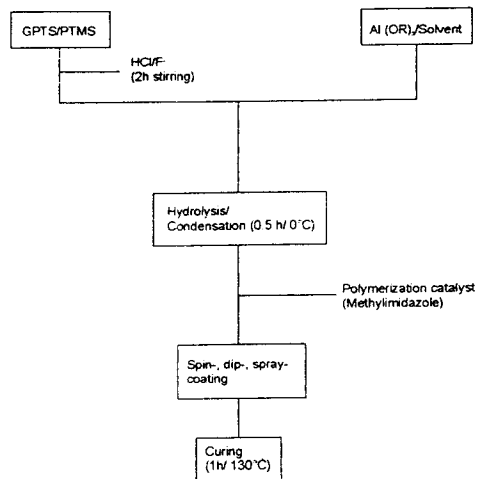 GPTS/PTMS
Al (OR)₃/Solvent
HCl/F⁻
(2h stirring)
Hydrolysis/
Condensation (0.5 h/ 0°C)
Polymerization catalyst
(Methylimidazole)
Spin-, dip-, spray-
coating
Curing
(1h/ 130°C)